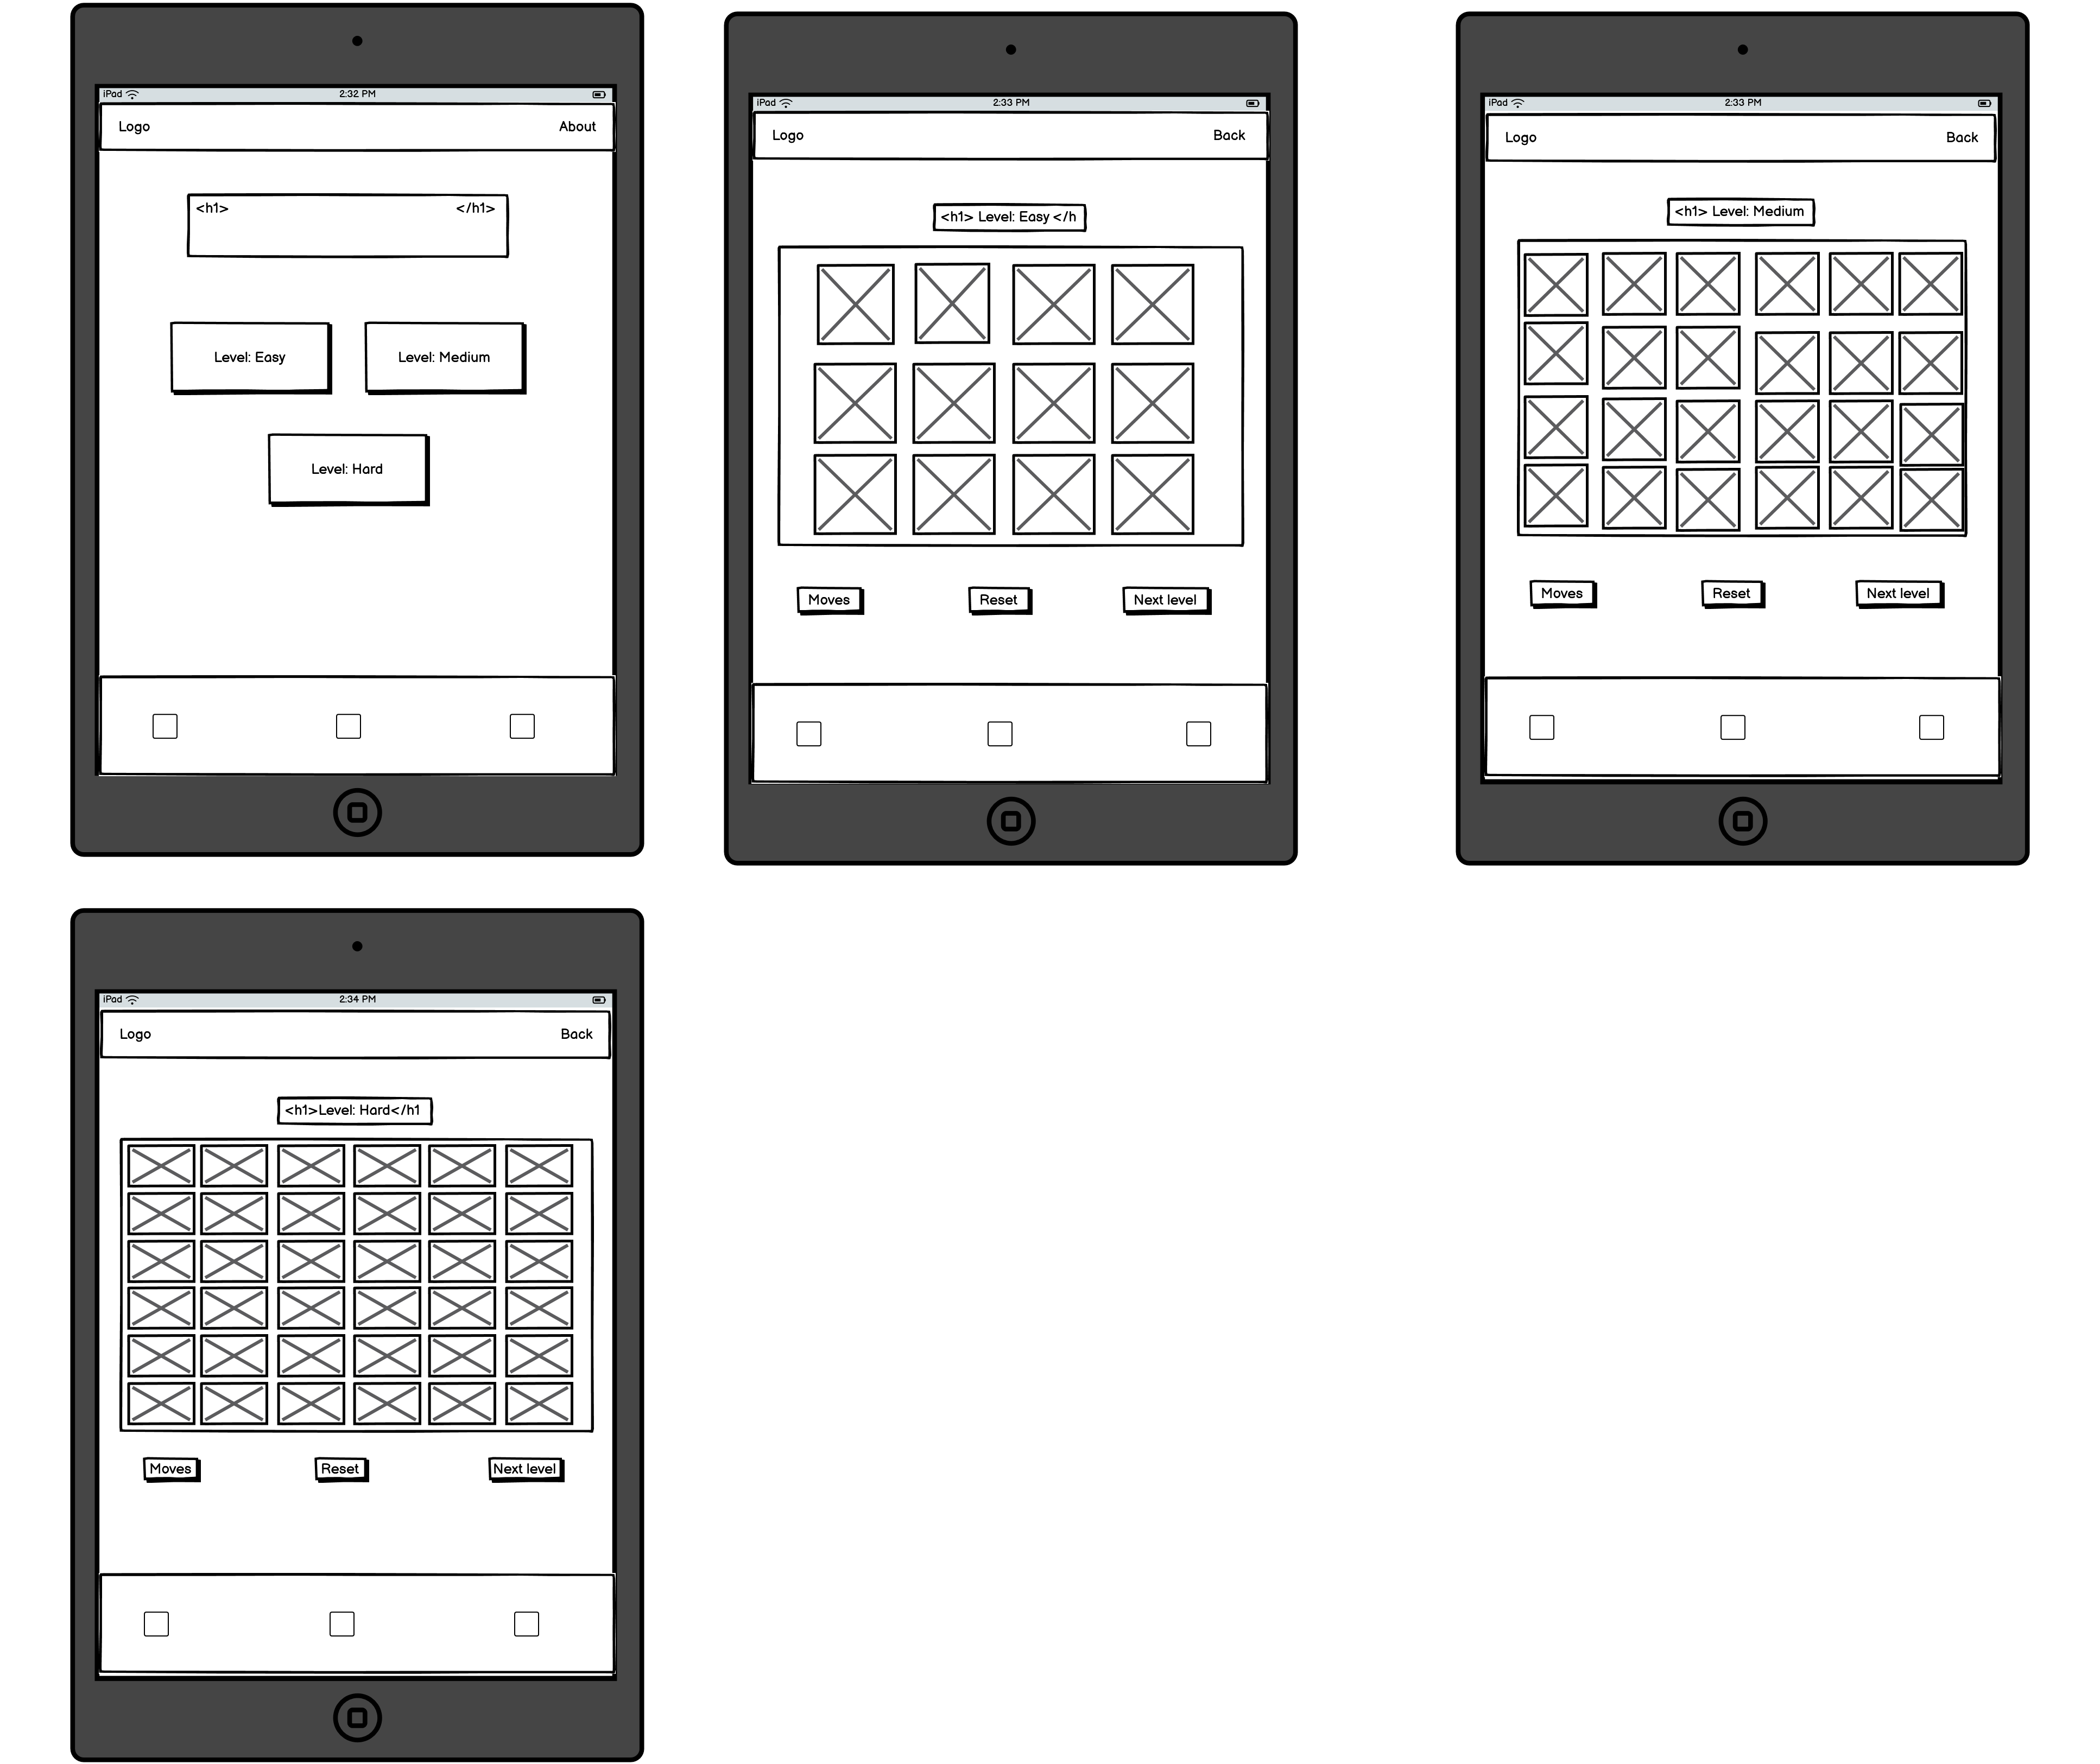 iPad 2:32 PM
Logo About
<h1> </h1>
Level: Easy Level: Medium
Level: Hard
iPad 2:33 PM
Logo Back
<h1> Level: Easy </h
Moves Reset Next level
iPad 2:33 PM
Logo Back
<h1> Level: Medium
Moves Reset Next level
iPad 2:34 PM
Logo Back
<h1>Level: Hard</h1
Moves Reset Next level